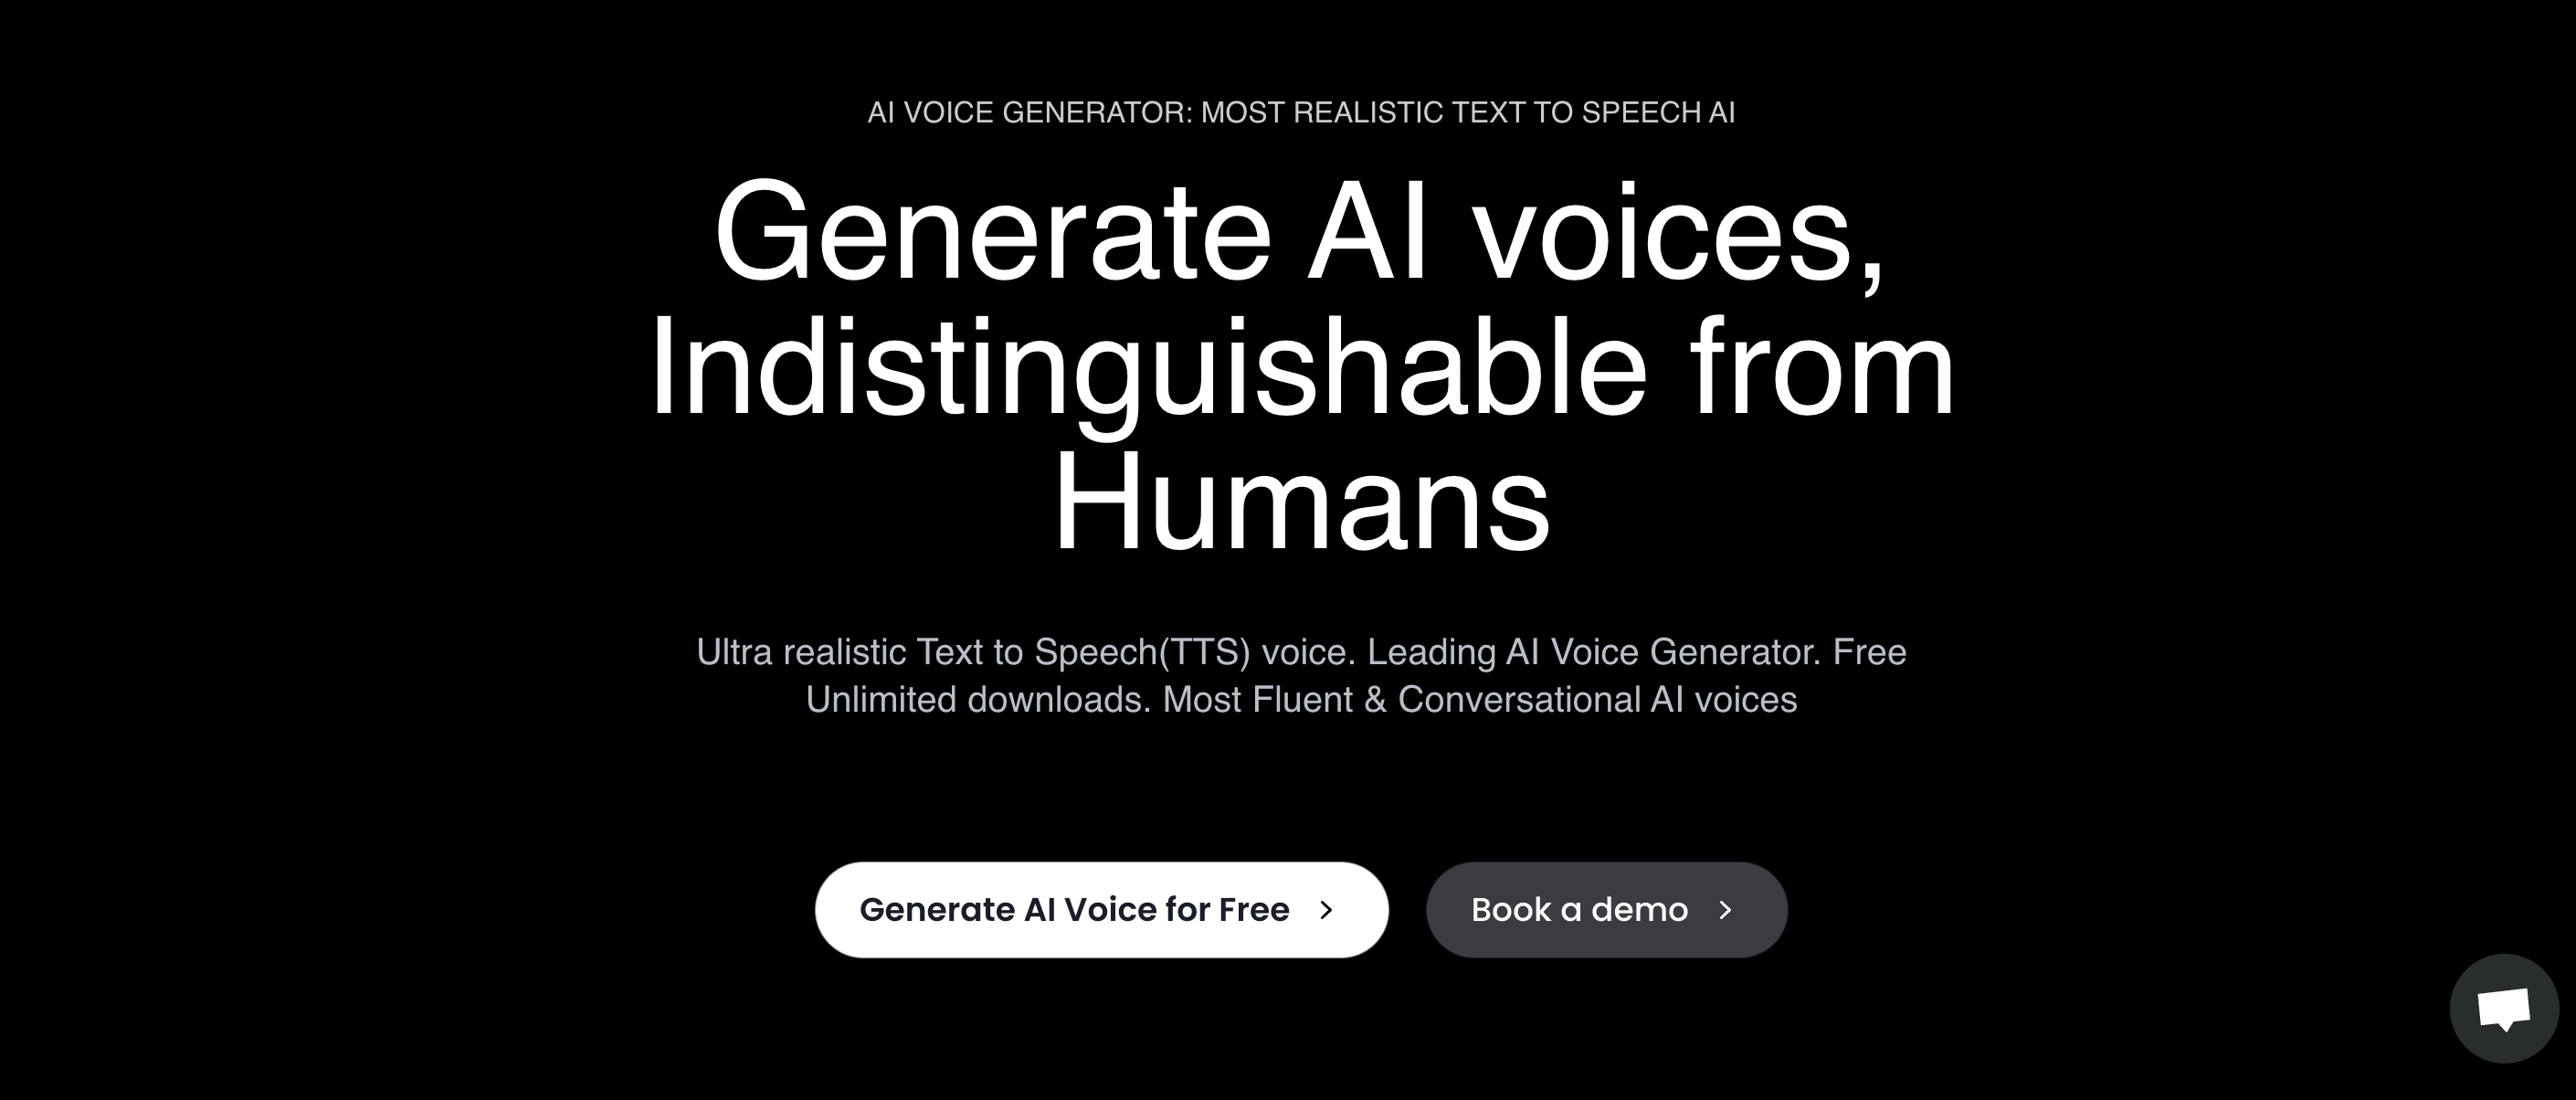 AI VOICE GENERATOR: MOST REALISTIC TEXT TO SPEECH AI
Generate AI voices,
Indistinguishable from
Humans
Ultra realistic Text to Speech(TTS) voice. Leading AI Voice Generator. Free
Unlimited downloads. Most Fluent & Conversational AI voices
Generate AI Voice for Free
Book a demo